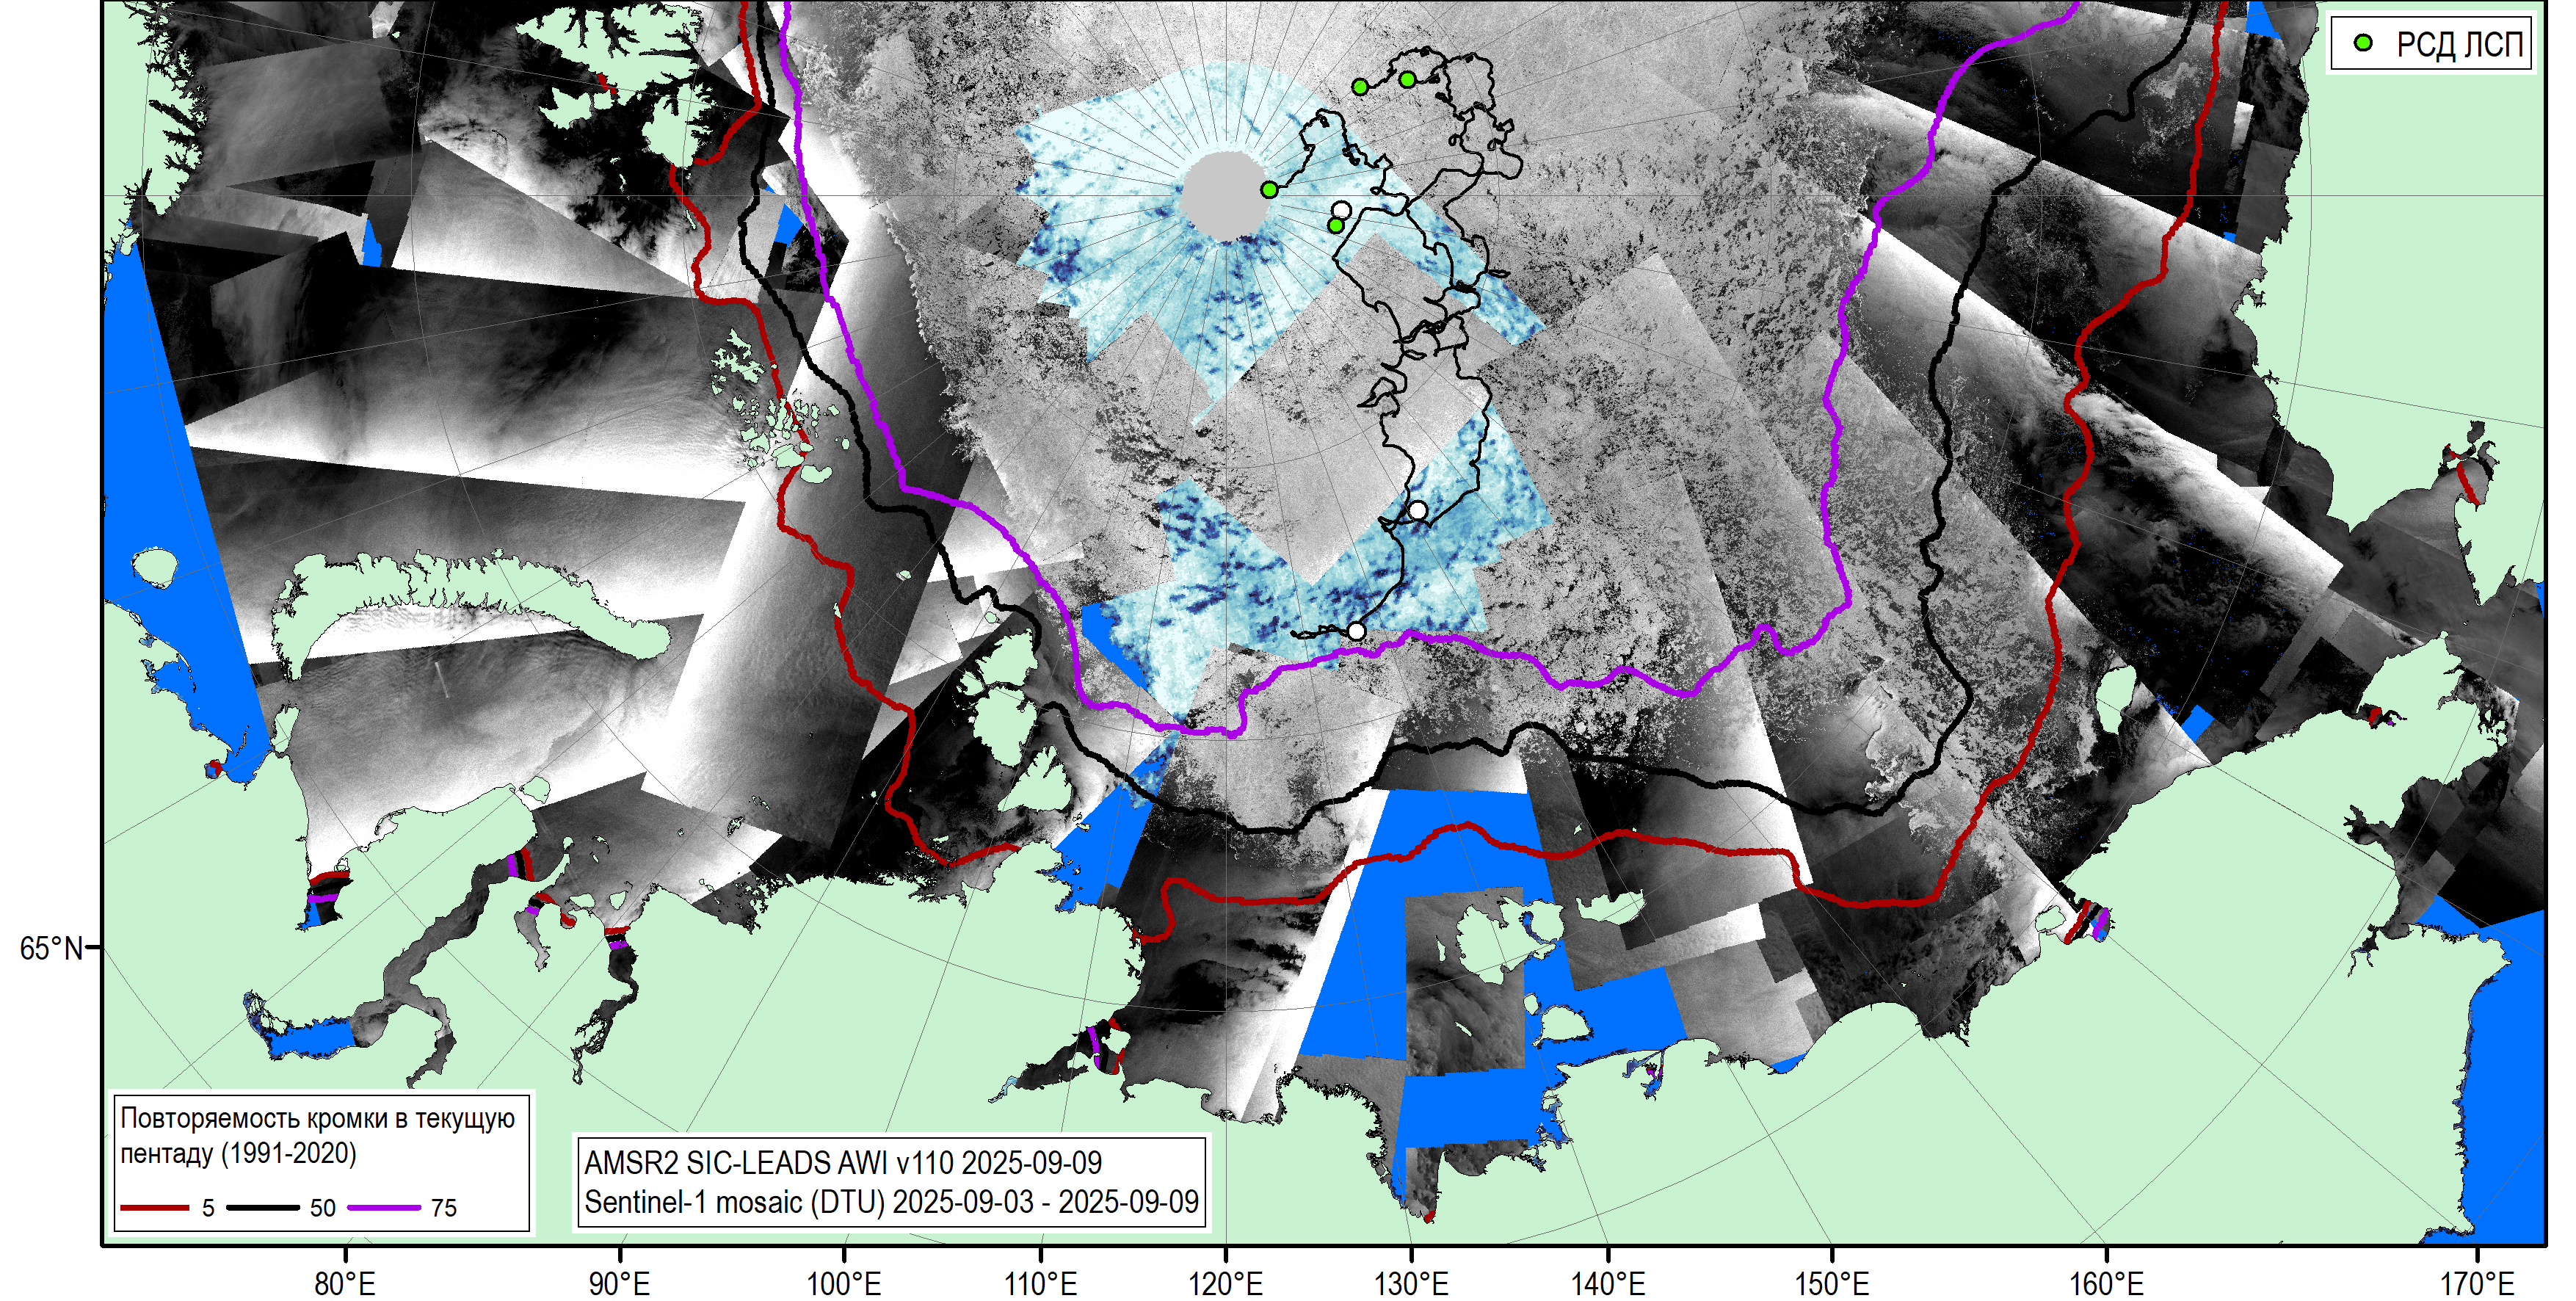 РСД ЛСП
65°N
Повторяемость кромки в текущую
пентаду (1991-2020)
5 50 75
AMSR2 SIC-LEADS AWI v110 2025-09-09
Sentinel-1 mosaic (DTU) 2025-09-03 - 2025-09-09
80°E 90°E 100°E 110°E 120°E 130°E 140°E 150°E 160°E 170°E